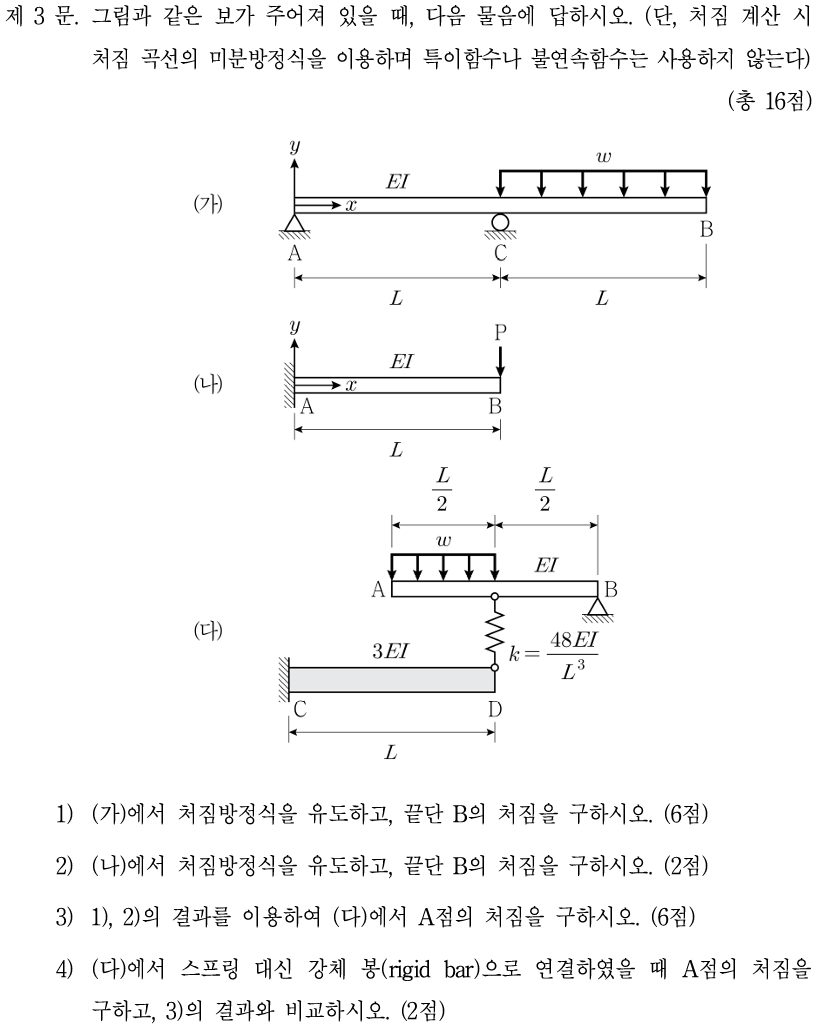 제 3 문. 그림과 같은 보가 주어져 있을 때, 다음 물음에 답하시오. (단, 처짐 계산 시
처짐 곡선의 미분방정식을 이용하며 특이함수나 불연속함수는 사용하지 않는다)
(총 16점)
y
w
EI
(가)
x
B
A
C
L
L
y
P
EI
(나)
x
A
B
L
L/2
L/2
w
EI
A
B
(다)
3EI
k = 48EI/L³
C
D
L
1) (가)에서 처짐방정식을 유도하고, 끝단 B의 처짐을 구하시오. (6점)
2) (나)에서 처짐방정식을 유도하고, 끝단 B의 처짐을 구하시오. (2점)
3) 1), 2)의 결과를 이용하여 (다)에서 A점의 처짐을 구하시오. (6점)
4) (다)에서 스프링 대신 강체 봉(rigid bar)으로 연결하였을 때 A점의 처짐을
구하고, 3)의 결과와 비교하시오. (2점)